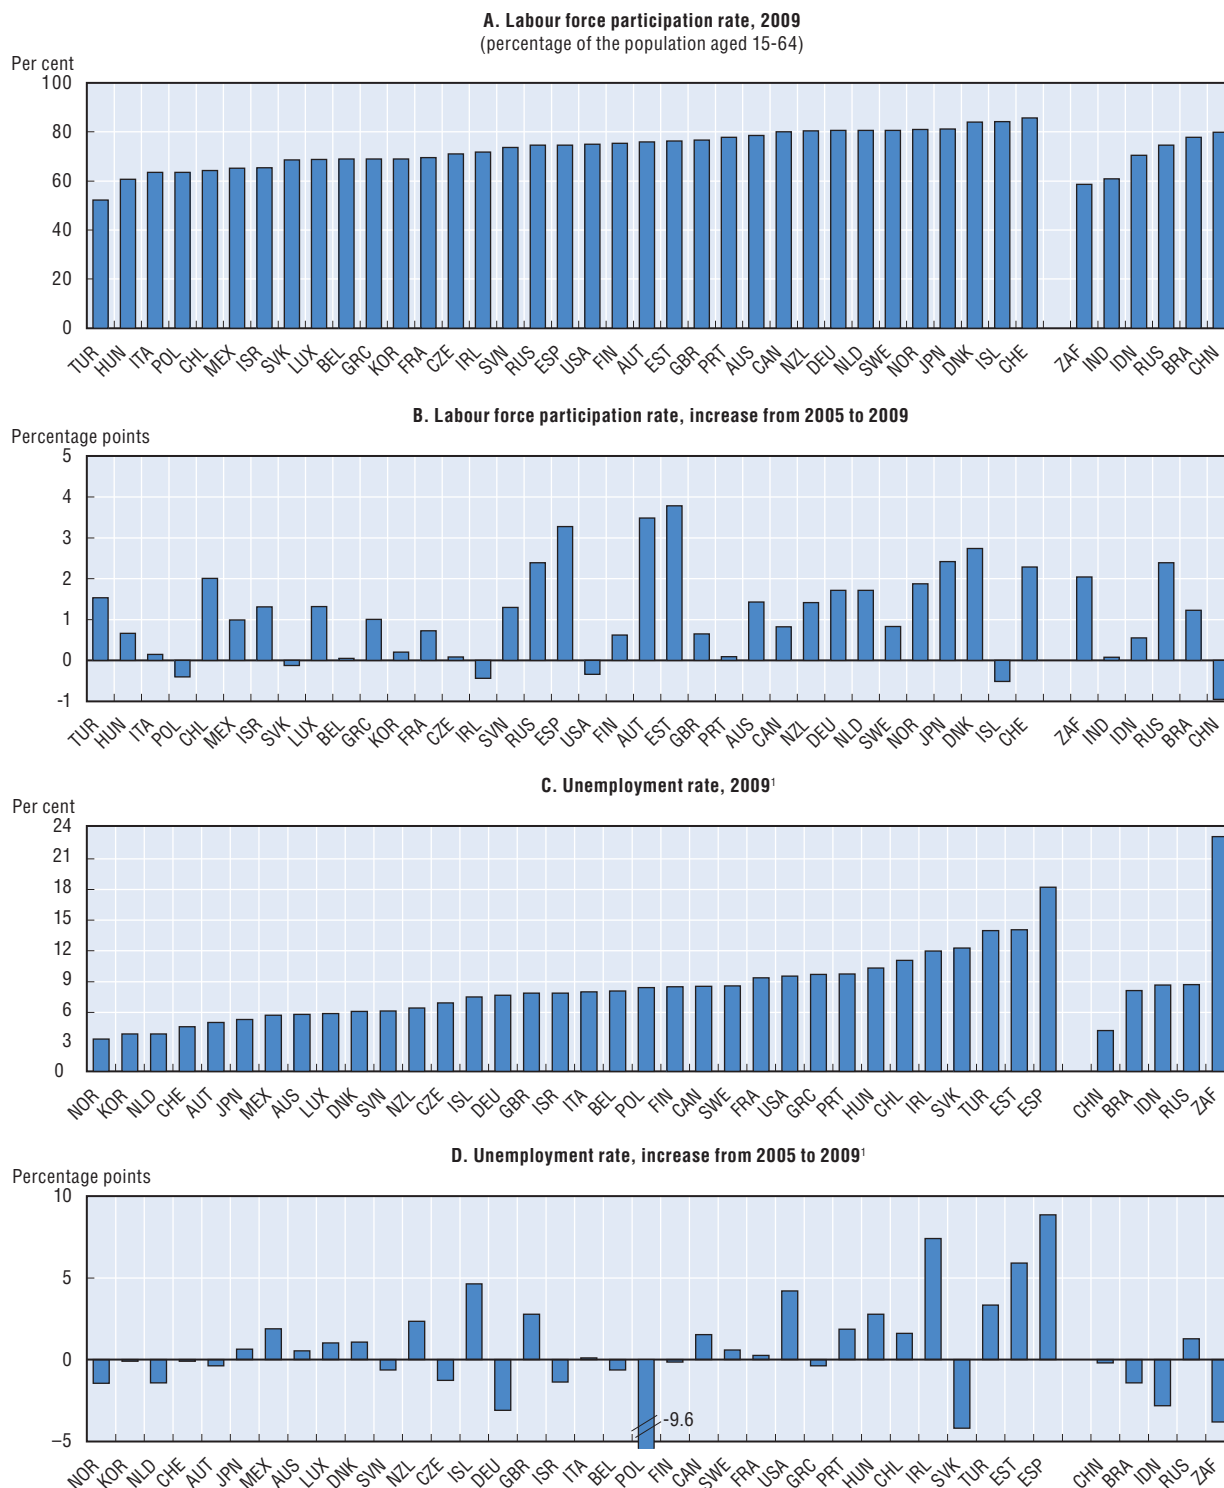 A. Labour force participation rate, 2009
(percentage of the population aged 15-64)
Per cent
100
80
60
40
20
0
TUR HUN ITA POL CHL MEX ISR SVK LUX BEL GRC KOR FRA CZE IRL SVN RUS ESP USA FIN AUT EST GBR PRT AUS CAN NZL DEU NLD SWE NOR JPN DNK ISL CHE ZAF IND IDN RUS BRA CHN
B. Labour force participation rate, increase from 2005 to 2009
Percentage points
5
4
3
2
1
0
-1
TUR HUN ITA POL CHL MEX ISR SVK LUX BEL GRC KOR FRA CZE IRL SVN RUS ESP USA FIN AUT EST GBR PRT AUS CAN NZL DEU NLD SWE NOR JPN DNK ISL CHE ZAF IND IDN RUS BRA CHN
C. Unemployment rate, 2009¹
Per cent
24
21
18
15
12
9
6
3
0
NOR KOR NLD CHE AUT JPN MEX AUS LUX DNK SVN NZL CZE ISL DEU GBR ISR ITA BEL POL FIN CAN SWE FRA USA GRC PRT HUN CHL IRL SVK TUR EST ESP CHN BRA IDN RUS ZAF
D. Unemployment rate, increase from 2005 to 2009¹
Percentage points
10
5
0
-9.6
–5
NOR KOR NLD CHE AUT JPN MEX AUS LUX DNK SVN NZL CZE ISL DEU GBR ISR ITA BEL POL FIN CAN SWE FRA USA GRC PRT HUN CHL IRL SVK TUR EST ESP CHN BRA IDN RUS ZAF